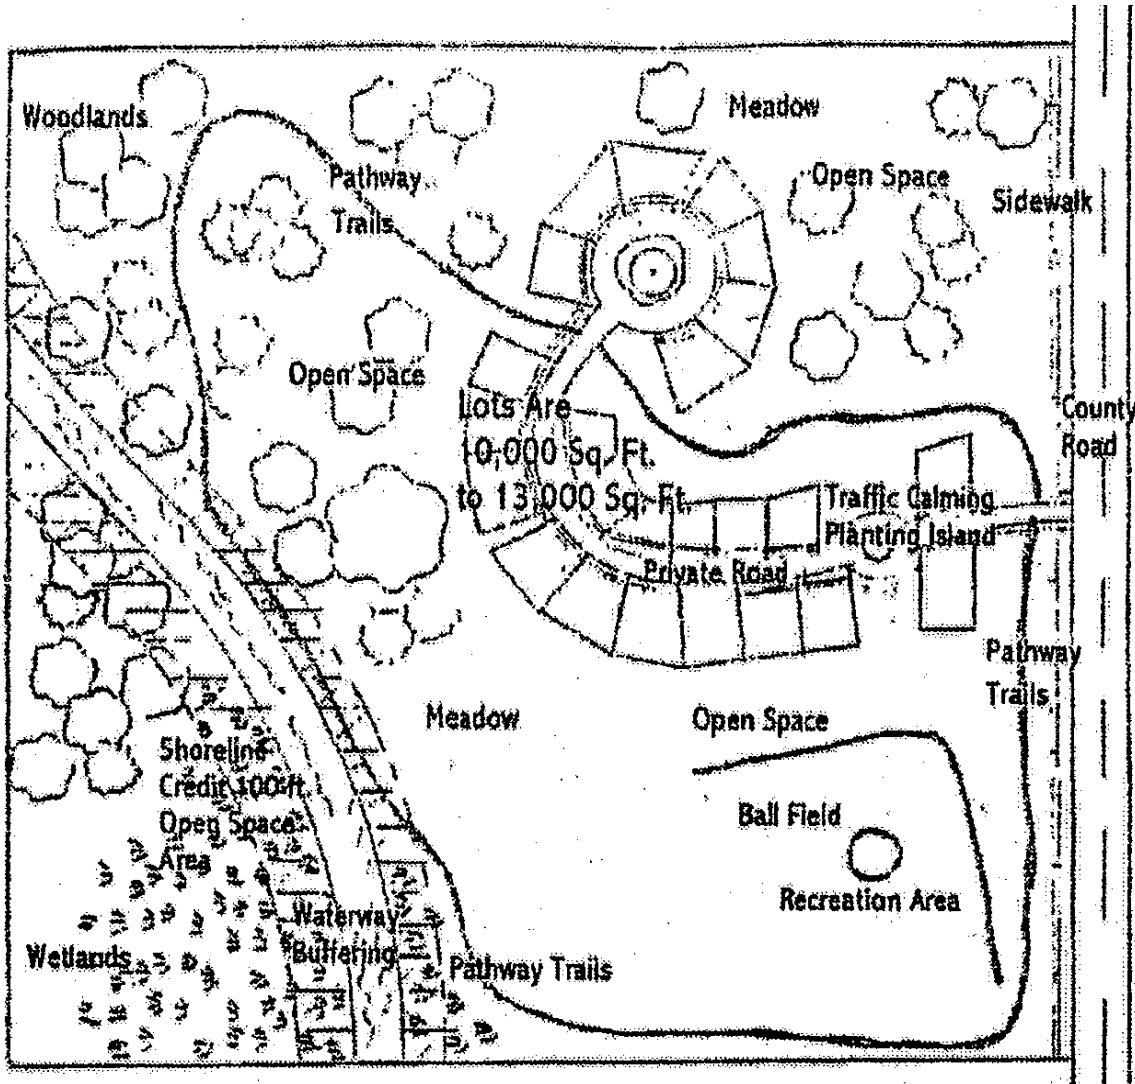 Woodlands
Meadow
Pathway
Trails
Open Space
Sidewalk
Open Space
Lots Are
10,000 Sq. Ft.
to 13,000 Sq. Ft.
County
Road
Traffic Calming
Planting Island
Private Road
Pathway
Trails
Meadow
Open Space
Shoreline
Credit 100 ft.
Open Space
Area
Ball Field
Recreation Area
Waterway
Buffering
Wetlands
Pathway Trails